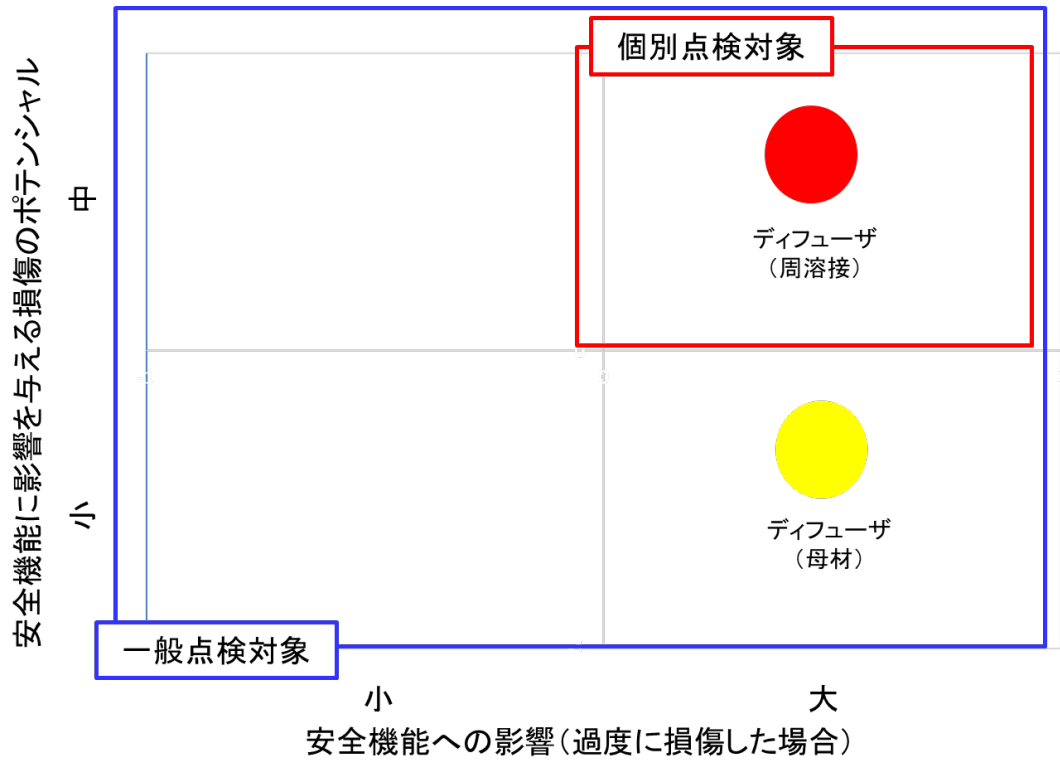 個別点検対象
安全機能に影響を与える損傷のポテンシャル
中
ディフューザ
（周溶接）
小
ディフューザ
（母材）
一般点検対象
小
大
安全機能への影響（過度に損傷した場合）